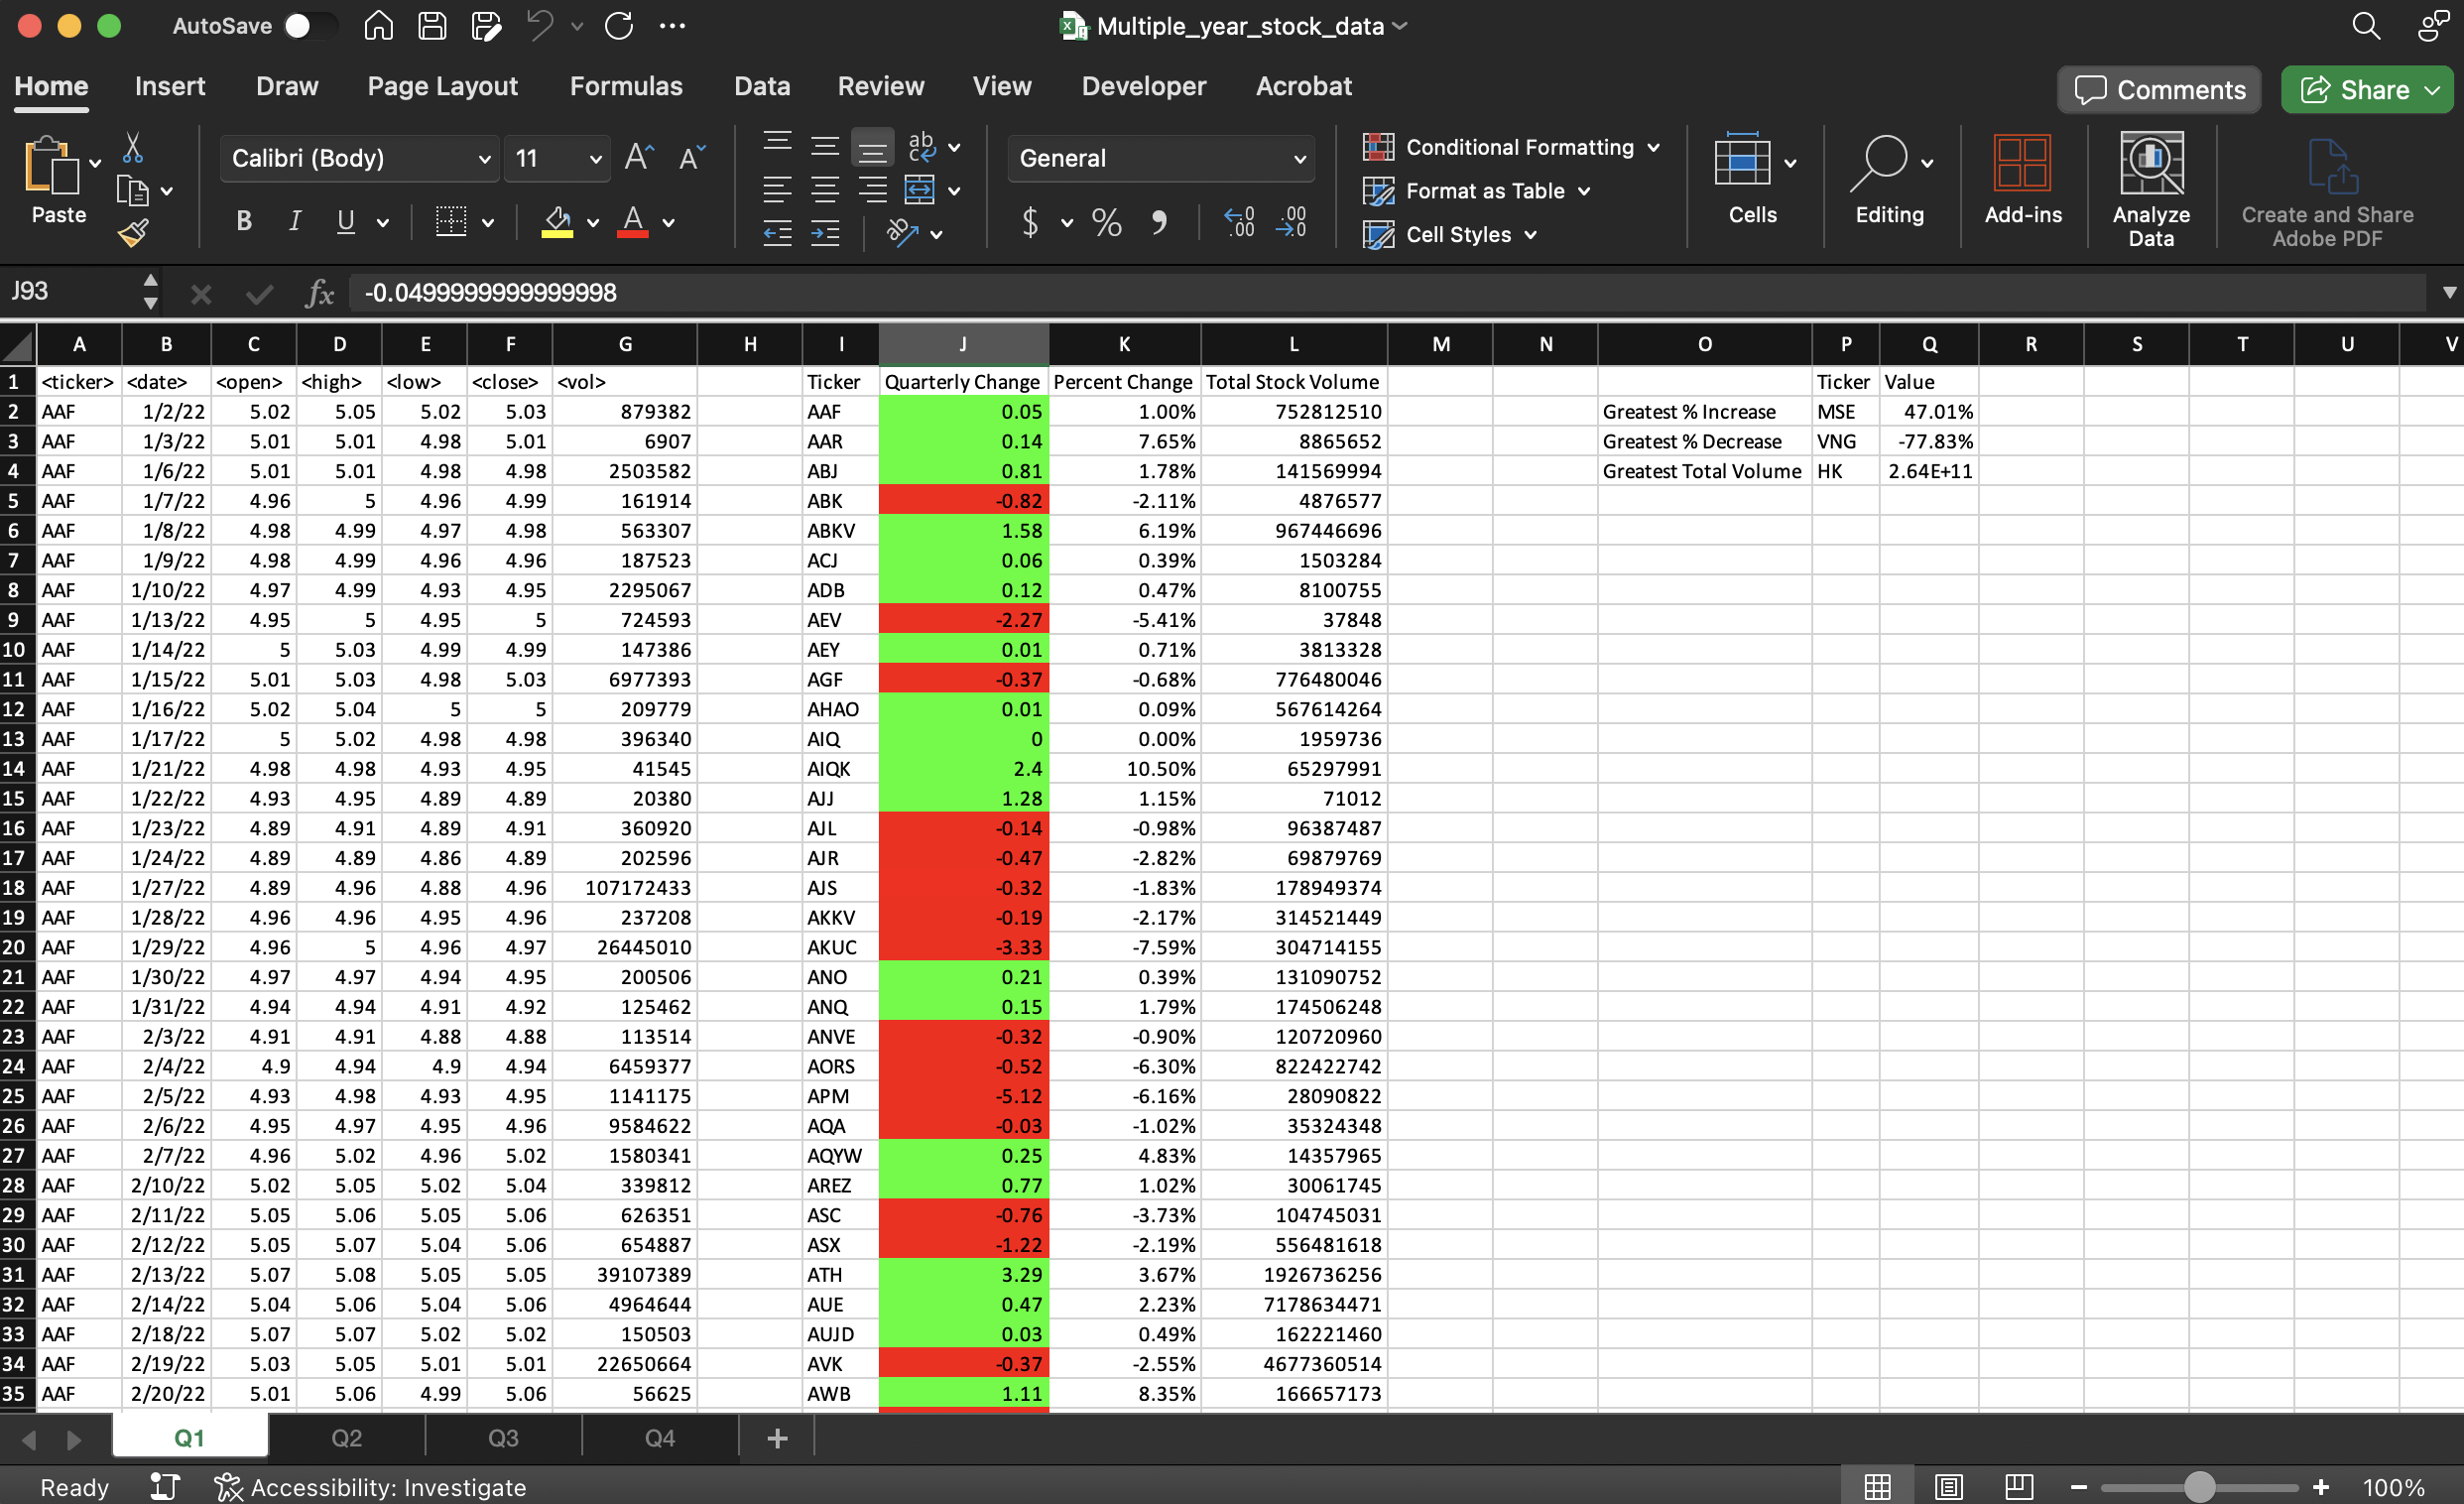 AutoSave
Multiple_year_stock_data
Home Insert Draw Page Layout Formulas Data Review View Developer Acrobat Comments Share
Paste Calibri (Body) 11 General Conditional Formatting Format as Table Cell Styles Cells Editing Add-ins Analyze Data Create and Share Adobe PDF
B I U A $ % 9 ab c
J93 fx -0.0499999999999998
A B C D E F G H I J K L M N O P Q R S T U V
1 <ticker> <date> <open> <high> <low> <close> <vol> Ticker Quarterly Change Percent Change Total Stock Volume Ticker Value
2 AAF 1/2/22 5.02 5.05 5.02 5.03 879382 AAF 0.05 1.00% 752812510 Greatest % Increase MSE 47.01%
3 AAF 1/3/22 5.01 5.01 4.98 5.01 6907 AAR 0.14 7.65% 8865652 Greatest % Decrease VNG -77.83%
4 AAF 1/6/22 5.01 5.01 4.98 4.98 2503582 ABJ 0.81 1.78% 141569994 Greatest Total Volume HK 2.64E+11
5 AAF 1/7/22 4.96 5 4.96 4.99 161914 ABK -0.82 -2.11% 4876577
6 AAF 1/8/22 4.98 4.99 4.97 4.98 563307 ABKV 1.58 6.19% 967446696
7 AAF 1/9/22 4.98 4.99 4.96 4.96 187523 ACJ 0.06 0.39% 1503284
8 AAF 1/10/22 4.97 4.99 4.93 4.95 2295067 ADB 0.12 0.47% 8100755
9 AAF 1/13/22 4.95 5 4.95 5 724593 AEV -2.27 -5.41% 37848
10 AAF 1/14/22 5 5.03 4.99 4.99 147386 AEY 0.01 0.71% 3813328
11 AAF 1/15/22 5.01 5.03 4.98 5.03 6977393 AGF -0.37 -0.68% 776480046
12 AAF 1/16/22 5.02 5.04 5 5 209779 AHAO 0.01 0.09% 567614264
13 AAF 1/17/22 5 5.02 4.98 4.98 396340 AIQ 0 0.00% 1959736
14 AAF 1/21/22 4.98 4.98 4.93 4.95 41545 AIQK 2.4 10.50% 65297991
15 AAF 1/22/22 4.93 4.95 4.89 4.89 20380 AJJ 1.28 1.15% 71012
16 AAF 1/23/22 4.89 4.91 4.89 4.91 360920 AJL -0.14 -0.98% 96387487
17 AAF 1/24/22 4.89 4.89 4.86 4.89 202596 AJR -0.47 -2.82% 69879769
18 AAF 1/27/22 4.89 4.96 4.88 4.96 107172433 AJS -0.32 -1.83% 178949374
19 AAF 1/28/22 4.96 4.96 4.95 4.96 237208 AKKV -0.19 -2.17% 314521449
20 AAF 1/29/22 4.96 5 4.96 4.97 26445010 AKUC -3.33 -7.59% 304714155
21 AAF 1/30/22 4.97 4.97 4.94 4.95 200506 ANO 0.21 0.39% 131090752
22 AAF 1/31/22 4.94 4.94 4.91 4.92 125462 ANQ 0.15 1.79% 174506248
23 AAF 2/3/22 4.91 4.91 4.88 4.88 113514 ANVE -0.32 -0.90% 120720960
24 AAF 2/4/22 4.9 4.94 4.9 4.94 6459377 AORS -0.52 -6.30% 822422742
25 AAF 2/5/22 4.93 4.98 4.93 4.95 1141175 APM -5.12 -6.16% 28090822
26 AAF 2/6/22 4.95 4.97 4.95 4.96 9584622 AQA -0.03 -1.02% 35324348
27 AAF 2/7/22 4.96 5.02 4.96 5.02 1580341 AQYW 0.25 4.83% 14357965
28 AAF 2/10/22 5.02 5.05 5.02 5.04 339812 AREZ 0.77 1.02% 30061745
29 AAF 2/11/22 5.05 5.06 5.05 5.06 626351 ASC -0.76 -3.73% 104745031
30 AAF 2/12/22 5.05 5.07 5.04 5.06 654887 ASX -1.22 -2.19% 556481618
31 AAF 2/13/22 5.07 5.08 5.05 5.05 39107389 ATH 3.29 3.67% 1926736256
32 AAF 2/14/22 5.04 5.06 5.04 5.06 4964644 AUE 0.47 2.23% 7178634471
33 AAF 2/18/22 5.07 5.07 5.02 5.02 150503 AUJD 0.03 0.49% 162221460
34 AAF 2/19/22 5.03 5.05 5.01 5.01 22650664 AVK -0.37 -2.55% 4677360514
35 AAF 2/20/22 5.01 5.06 4.99 5.06 56625 AWB 1.11 8.35% 166657173
Q1 Q2 Q3 Q4 +
Ready Accessibility: Investigate 100%